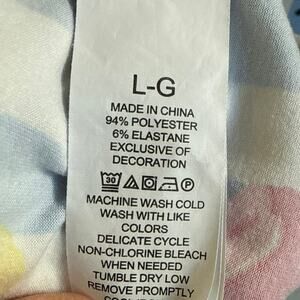 L-G
MADE IN CHINA
94% POLYESTER
6% ELASTANE
EXCLUSIVE OF
DECORATION
30
MACHINE WASH COLD
WASH WITH LIKE
COLORS
DELICATE CYCLE
NON-CHLORINE BLEACH
WHEN NEEDED
TUMBLE DRY LOW
REMOVE PROMPTLY